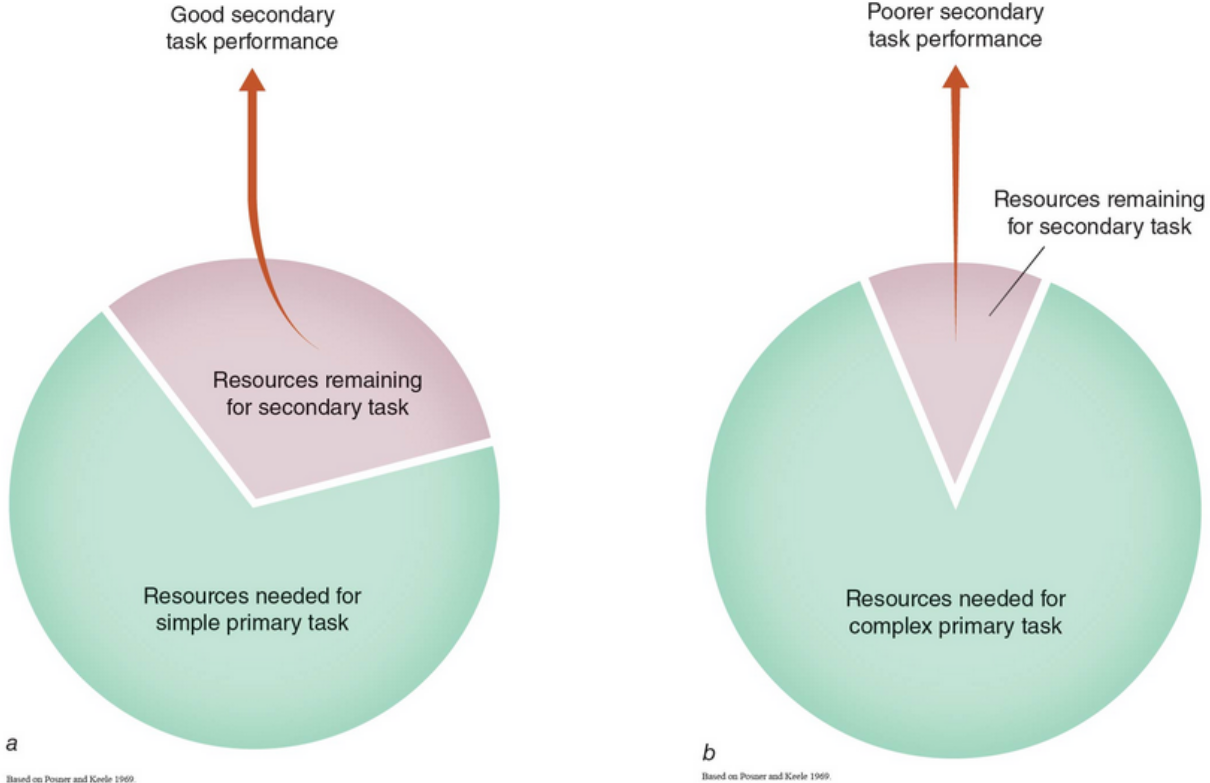 Good secondary
task performance
Resources remaining
for secondary task
Resources needed for
simple primary task
a
Based on Posner and Keele 1969.
Poorer secondary
task performance
Resources remaining
for secondary task
Resources needed for
complex primary task
b
Based on Posner and Keele 1969.